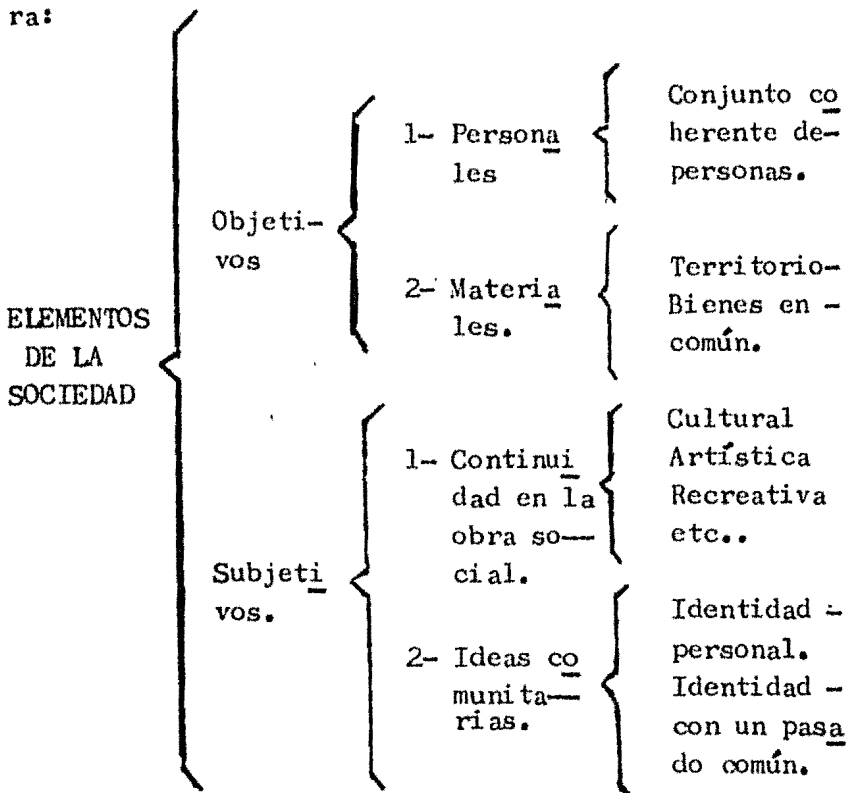 ra:
ELEMENTOS
DE LA
SOCIEDAD
Objeti-
vos
1- Persona
les
Conjunto co
herente de-
personas.
2- Materia
les.
Territorio-
Bienes en -
común.
Subjeti
vos.
1- Continui
dad en la
obra so—
cial.
Cultural
Artística
Recreativa
etc..
2- Ideas co
munita—
rias.
Identidad -
personal.
Identidad -
con un pasa
do común.